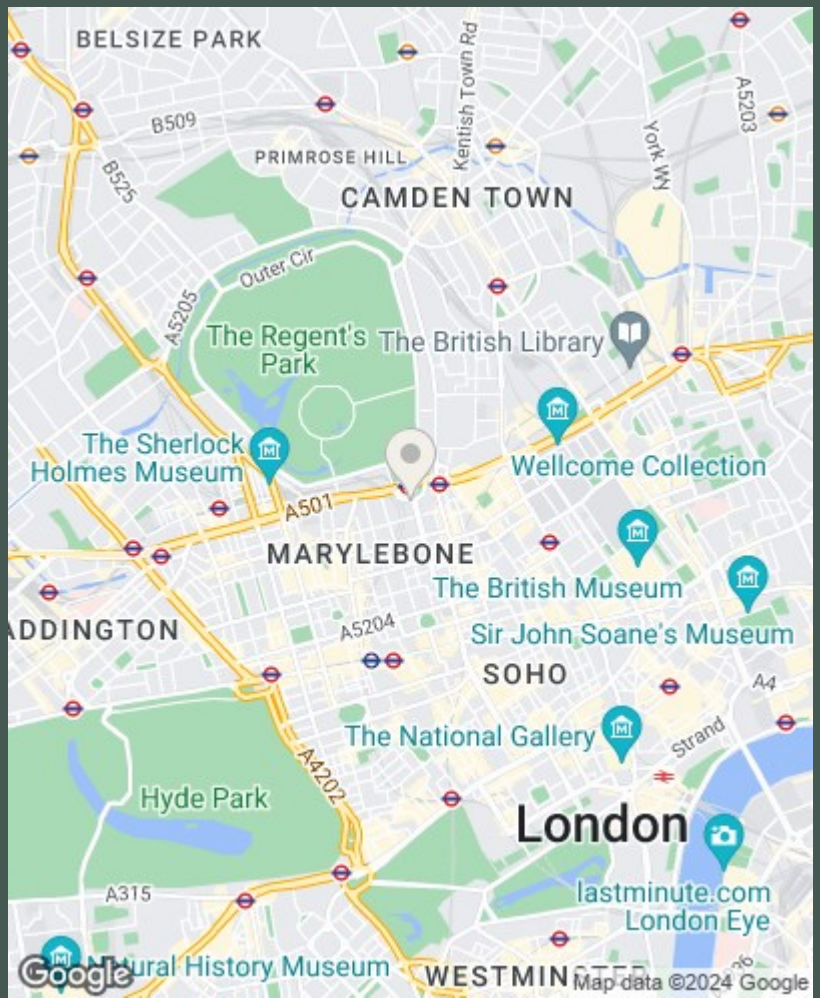 BELSIZE PARK
Kentish Town Rd
A5203
B509
York Wy
PRIMROSE HILL
B525
CAMDEN TOWN
Outer Cir
A5205
The Regent's
Park
The British Library
The Sherlock
Holmes Museum
Wellcome Collection
A501
MARYLEBONE
The British Museum
ADDINGTON
A5204
Sir John Soane's Museum
SOHO
A4
The National Gallery
Strand
A4202
Hyde Park
London
A315
lastminute.com
London Eye
Natural History Museum
Google
WESTMINSTER
Map data ©2024 Google